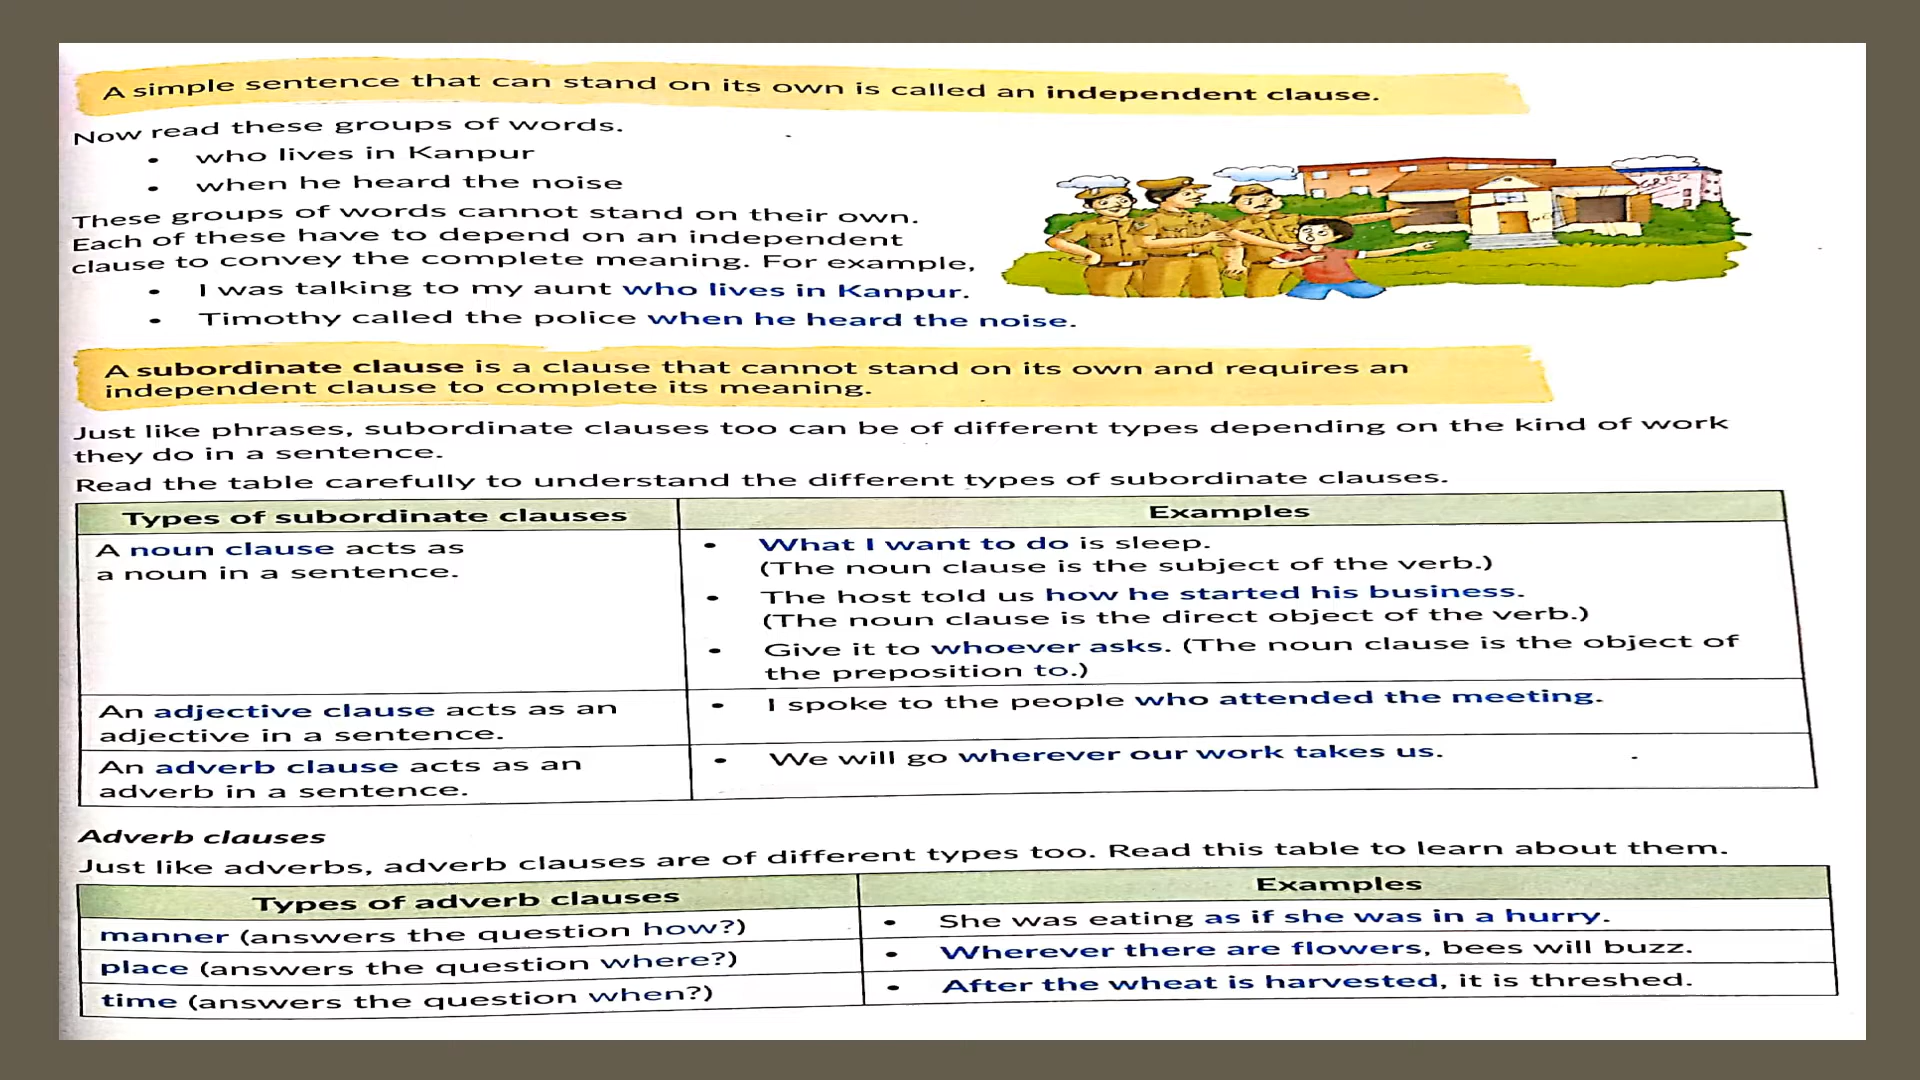 A simple sentence that can stand on its own is called an independent clause.
Now read these groups of words.
• who lives in Kanpur
• when he heard the noise
These groups of words cannot stand on their own.
Each of these have to depend on an independent
clause to convey the complete meaning. For example,
• I was talking to my aunt who lives in Kanpur.
• Timothy called the police when he heard the noise.
A subordinate clause is a clause that cannot stand on its own and requires an
independent clause to complete its meaning.
Just like phrases, subordinate clauses too can be of different types depending on the kind of work
they do in a sentence.
Read the table carefully to understand the different types of subordinate clauses.
Types of subordinate clauses
Examples
A noun clause acts as
a noun in a sentence.
• What I want to do is sleep.
(The noun clause is the subject of the verb.)
• The host told us how he started his business.
(The noun clause is the direct object of the verb.)
• Give it to whoever asks. (The noun clause is the object of
the preposition to.)
An adjective clause acts as an
adjective in a sentence.
• I spoke to the people who attended the meeting.
An adverb clause acts as an
adverb in a sentence.
• We will go wherever our work takes us.
Adverb clauses
Just like adverbs, adverb clauses are of different types too. Read this table to learn about them.
Types of adverb clauses
Examples
manner (answers the question how?)
• She was eating as if she was in a hurry.
place (answers the question where?)
• Wherever there are flowers, bees will buzz.
time (answers the question when?)
• After the wheat is harvested, it is threshed.